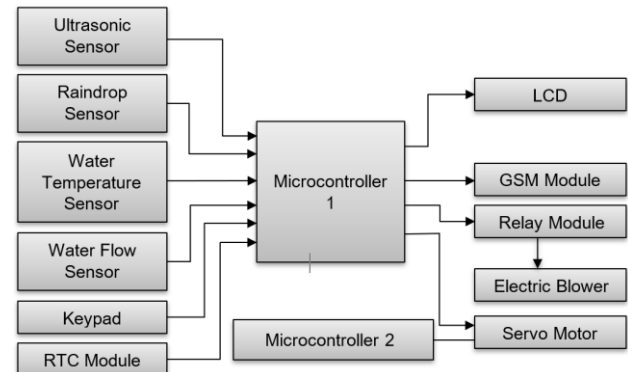 Ultrasonic
Sensor
Raindrop
Sensor
Water
Temperature
Sensor
Water Flow
Sensor
Keypad
RTC Module
Microcontroller
1
Microcontroller 2
LCD
GSM Module
Relay Module
Electric Blower
Servo Motor